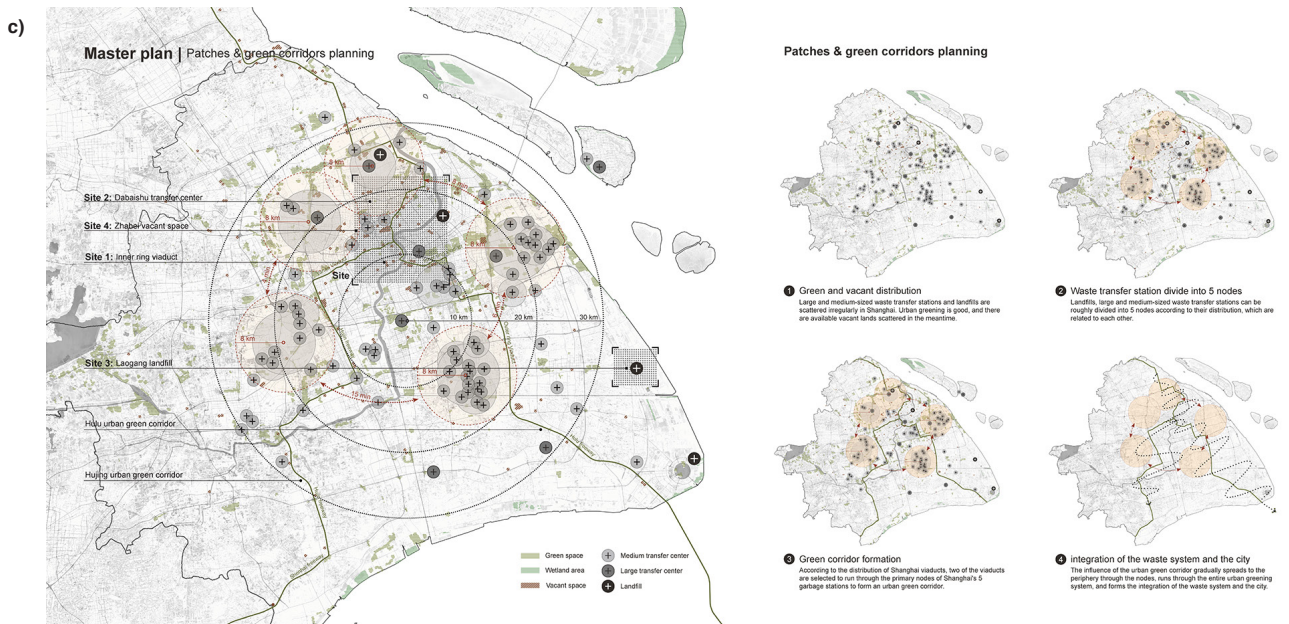 c)
Master plan | Patches & green corridors planning
8 km
Site 2: Dabaishu transfer center
8 km
Site 4: Zhabei vacant space
8 km
Site 1: Inner ring viaduct
Site
10 km
20 km
30 km
8 km
Site 3: Laogang landfill
8 km
15 min
Hulu urban green corridor
Hujing urban green corridor
Green space
Wetland area
Vacant space
Medium transfer center
Large transfer center
Landfill
Patches & green corridors planning
1 Green and vacant distribution
Large and medium-sized waste transfer stations and landfills are
scattered irregularly in Shanghai. Urban greening is good, and there
are available vacant lands scattered in the meantime.
2 Waste transfer station divide into 5 nodes
Landfills, large and medium-sized waste transfer stations can be
roughly divided into 5 nodes according to their distribution, which are
related to each other.
3 Green corridor formation
According to the distribution of Shanghai viaducts, two of the viaducts
are selected to run through the primary nodes of Shanghai's 5
garbage stations to form an urban green corridor.
4 integration of the waste system and the city
The influence of the urban green corridor gradually spreads to the
periphery through the nodes, runs through the entire urban greening
system, and forms the integration of the waste system and the city.